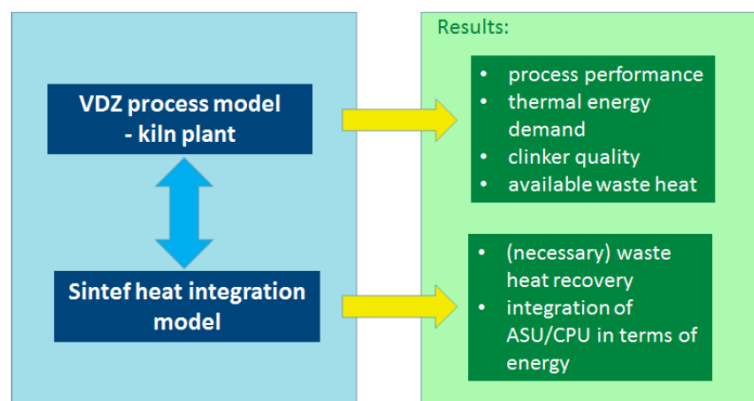 Results:
VDZ process model
- kiln plant
• process performance
• thermal energy
demand
• clinker quality
• available waste heat
Sintef heat integration
model
• (necessary) waste
heat recovery
• integration of
ASU/CPU in terms of
energy